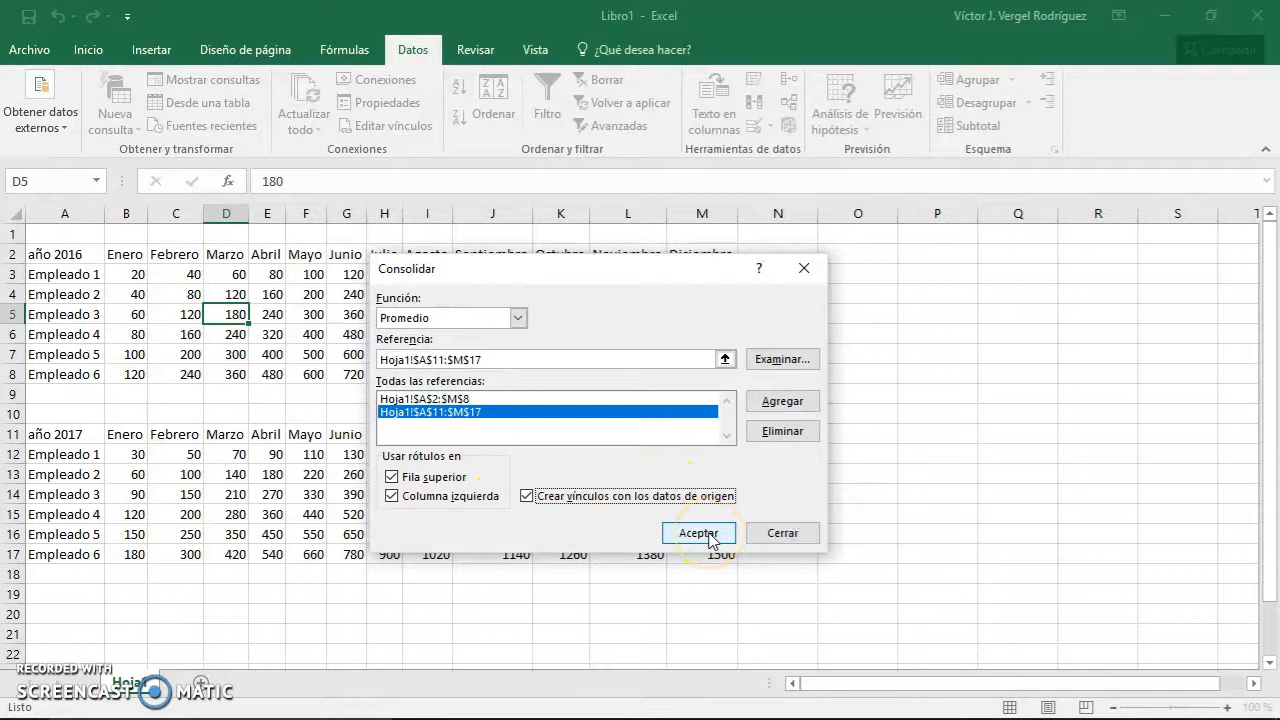 Libro1 - Excel
Víctor J. Vergel Rodríguez
Archivo Inicio Insertar Diseño de página Fórmulas Datos Revisar Vista ¿Qué desea hacer? Compartir
Obtener datos externos
Nueva consulta
Mostrar consultas
Desde una tabla
Fuentes recientes
Obtener y transformar
Actualizar todo
Conexiones
Propiedades
Editar vínculos
Conexiones
Ordenar
Filtro
Borrar
Volver a aplicar
Avanzadas
Ordenar y filtrar
Texto en columnas
Herramientas de datos
Análisis de hipótesis
Previsión
Previsión
Agrupar
Desagrupar
Subtotal
Esquema
D5 fx 180
A B C D E F G H I J K L M N O P Q R S T
1
2 año 2016 Enero Febrero Marzo Abril Mayo Junio Julio Agosto Septiembre Octubre Noviembre Diciembre
3 Empleado 1 20 40 60 80 100 120
4 Empleado 2 40 80 120 160 200 240
5 Empleado 3 60 120 180 240 300 360
6 Empleado 4 80 160 240 320 400 480
7 Empleado 5 100 200 300 400 500 600
8 Empleado 6 120 240 360 480 600 720
9
10
11 año 2017 Enero Febrero Marzo Abril Mayo Junio
12 Empleado 1 30 50 70 90 110 130
13 Empleado 2 60 100 140 180 220 260
14 Empleado 3 90 150 210 270 330 390
15 Empleado 4 120 200 280 360 440 520
16 Empleado 5 150 250 350 450 550 650
17 Empleado 6 180 300 420 540 660 780 900 1020 1140 1260 1380 1500
18
19
20
21
22
Consolidar ?
Función:
Promedio
Referencia:
Hoja1!$A$11:$M$17 Examinar...
Todas las referencias:
Hoja1!$A$2:$M$8
Hoja1!$A$11:$M$17
Agregar
Eliminar
Usar rótulos en
Fila superior
Columna izquierda Crear vínculos con los datos de origen
Aceptar Cerrar
RECORDED WITH
SCREENCAST MATIC
Listo 100 %